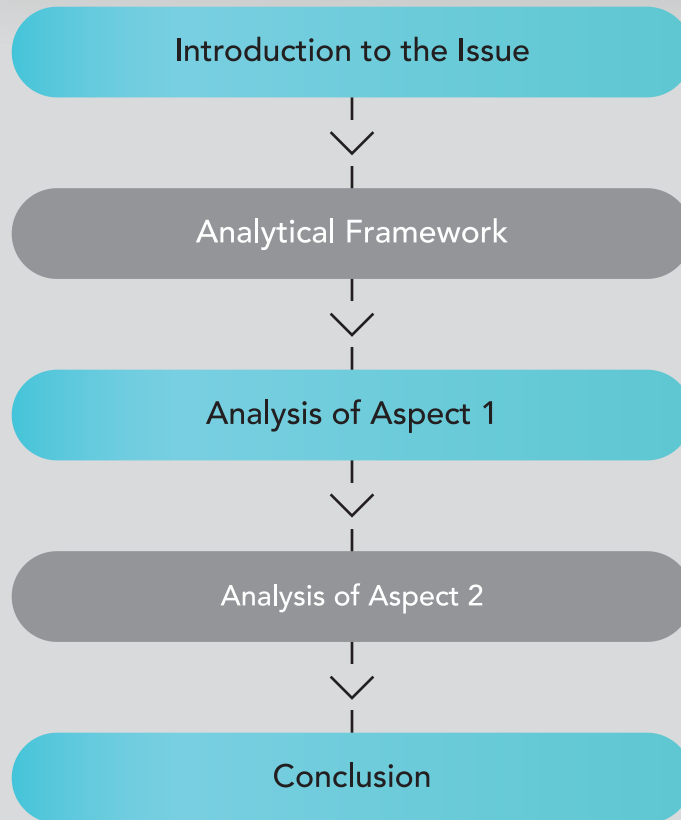 Introduction to the Issue
Analytical Framework
Analysis of Aspect 1
Analysis of Aspect 2
Conclusion